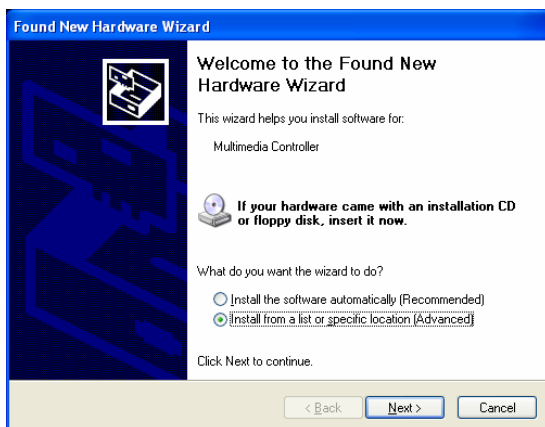 Found New Hardware Wizard
Welcome to the Found New
Hardware Wizard
This wizard helps you install software for:
Multimedia Controller
If your hardware came with an installation CD
or floppy disk, insert it now.
What do you want the wizard to do?
Install the software automatically (Recommended)
Install from a list or specific location (Advanced)
Click Next to continue.
< Back Next > Cancel